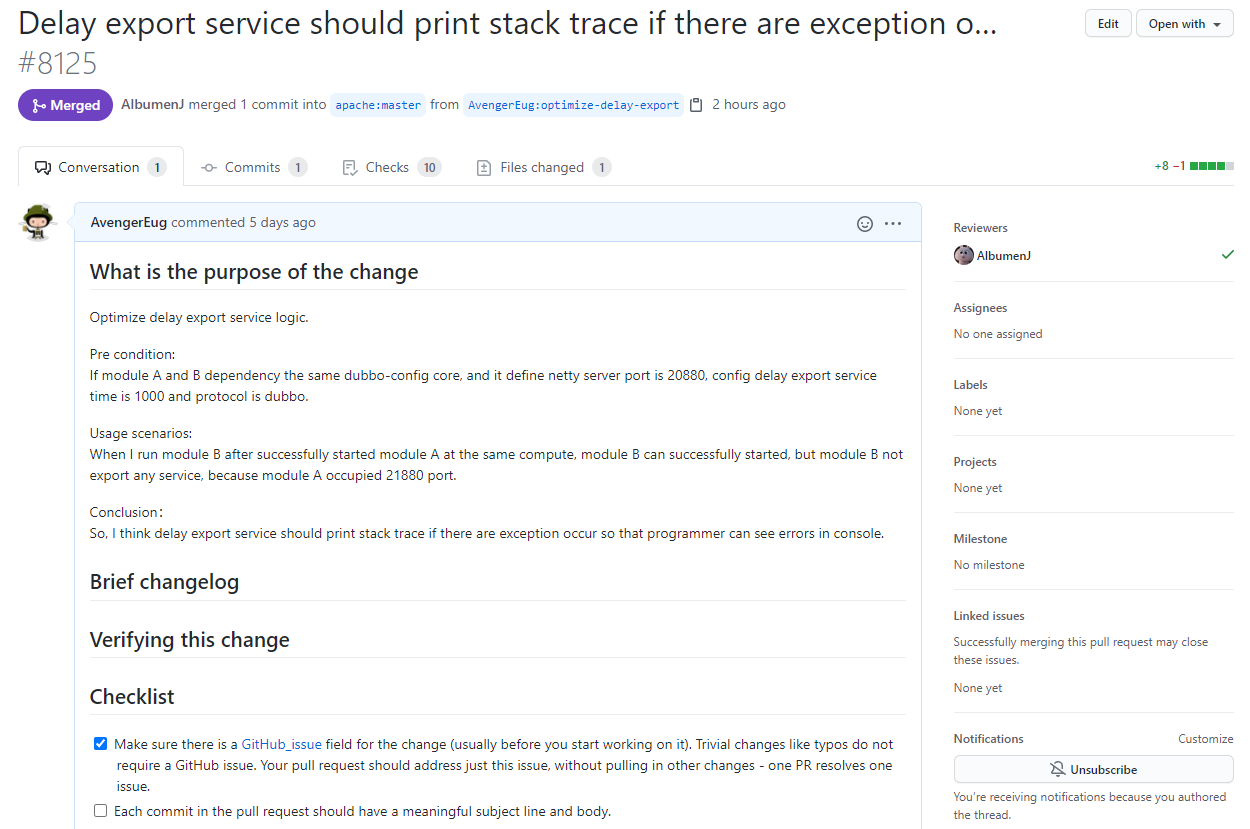 Delay export service should print stack trace if there are exception o...
Edit
Open with
#8125
Merged
AlbumenJ merged 1 commit into apache:master from AvengerEug:optimize-delay-export 2 hours ago
Conversation 1
Commits 1
Checks 10
Files changed 1
+8 −1
AvengerEug commented 5 days ago
What is the purpose of the change
Optimize delay export service logic.
Pre condition:
If module A and B dependency the same dubbo-config core, and it define netty server port is 20880, config delay export service
time is 1000 and protocol is dubbo.
Usage scenarios:
When I run module B after successfully started module A at the same compute, module B can successfully started, but module B not
export any service, because module A occupied 21880 port.
Conclusion：
So, I think delay export service should print stack trace if there are exception occur so that programmer can see errors in console.
Brief changelog
Verifying this change
Checklist
Make sure there is a GitHub_issue field for the change (usually before you start working on it). Trivial changes like typos do not
require a GitHub issue. Your pull request should address just this issue, without pulling in other changes - one PR resolves one
issue.
Each commit in the pull request should have a meaningful subject line and body.
Reviewers
AlbumenJ
Assignees
No one assigned
Labels
None yet
Projects
None yet
Milestone
No milestone
Linked issues
Successfully merging this pull request may close
these issues.
None yet
Notifications
Customize
Unsubscribe
You're receiving notifications because you authored
the thread.